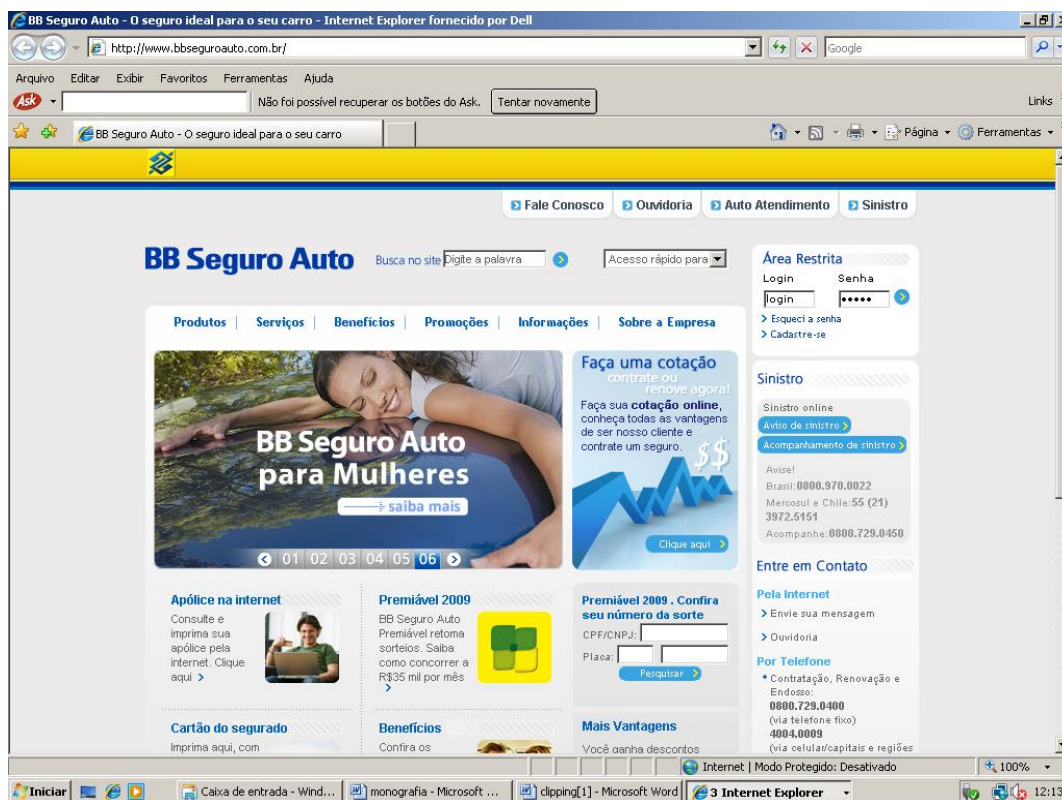 BB Seguro Auto - O seguro ideal para o seu carro - Internet Explorer fornecido por Dell
http://www.bbseguroauto.com.br/
Google
Arquivo Editar Exibir Favoritos Ferramentas Ajuda
Ask
Não foi possível recuperar os botões do Ask. Tentar novamente
Links
BB Seguro Auto - O seguro ideal para o seu carro
Página Ferramentas
Fale Conosco Ouvidoria Auto Atendimento Sinistro
BB Seguro Auto
Busca no site Digite a palavra
Acesso rápido para
Produtos | Serviços | Benefícios | Promoções | Informações | Sobre a Empresa
BB Seguro Auto
para Mulheres
saiba mais
01 02 03 04 05 06
Faça uma cotação
contrate ou
renove agora!
Faça sua cotação online,
conheça todas as vantagens
de ser nosso cliente e
contrate um seguro.
$$
Clique aqui
Área Restrita
Login Senha
login •••••
Esqueci a senha
Cadastre-se
Sinistro
Sinistro online
Aviso de sinistro
Acompanhamento de sinistro
Avise!
Brasil:0800.970.0022
Mercosul e Chile:55 (21)
3972.5151
Acompanhe:0800.729.0450
Entre em Contato
Pela Internet
Envie sua mensagem
Ouvidoria
Por Telefone
Contratação, Renovação e
Endosso:
0800.729.0400
(via telefone fixo)
4004.0009
(via celular/capitais e regiões
Apólice na internet
Consulte e
imprima sua
apólice pela
internet. Clique
aqui
Premiável 2009
BB Seguro Auto
Premiável retoma
sorteios. Saiba
como concorrer a
R$35 mil por mês
Premiável 2009 . Confira
seu número da sorte
CPF/CNPJ:
Placa:
Pesquisar
Cartão do segurado
Imprima aqui, com
Benefícios
Confira os
Mais Vantagens
Você ganha descontos
Internet | Modo Protegido: Desativado
100%
Iniciar
Caixa de entrada - Wind...
monografia - Microsoft ...
clipping[1] - Microsoft Word
3 Internet Explorer
12:13